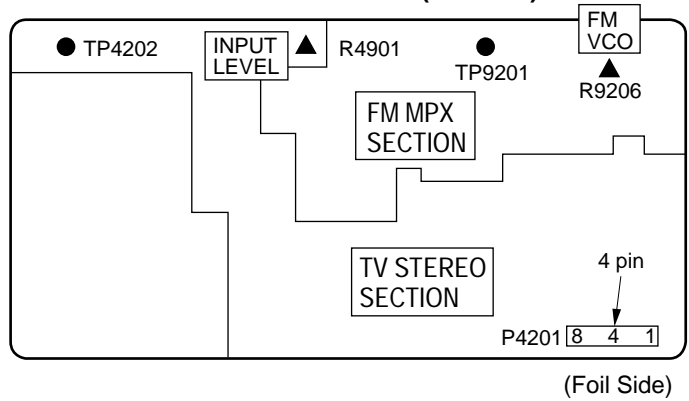 FM
VCO
TP4202
INPUT
LEVEL
R4901
TP9201
R9206
FM MPX
SECTION
TV STEREO
SECTION
4 pin
P4201 8 4 1
(Foil Side)